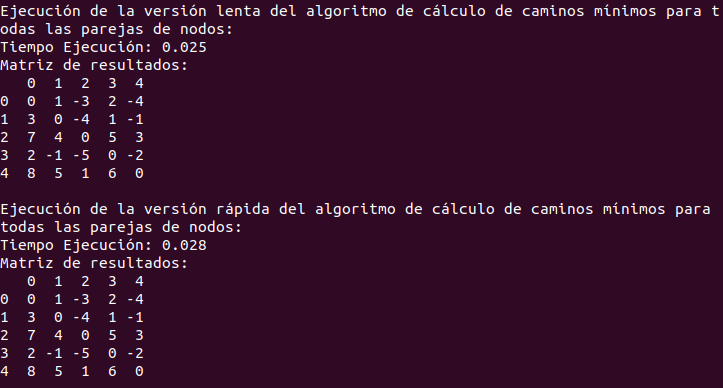 Ejecución de la versión lenta del algoritmo de cálculo de caminos mínimos para t
odas las parejas de nodos:
Tiempo Ejecución: 0.025
Matriz de resultados:
   0  1  2  3  4
0  0  1 -3  2 -4
1  3  0 -4  1 -1
2  7  4  0  5  3
3  2 -1 -5  0 -2
4  8  5  1  6  0

Ejecución de la versión rápida del algoritmo de cálculo de caminos mínimos para
todas las parejas de nodos:
Tiempo Ejecución: 0.028
Matriz de resultados:
   0  1  2  3  4
0  0  1 -3  2 -4
1  3  0 -4  1 -1
2  7  4  0  5  3
3  2 -1 -5  0 -2
4  8  5  1  6  0